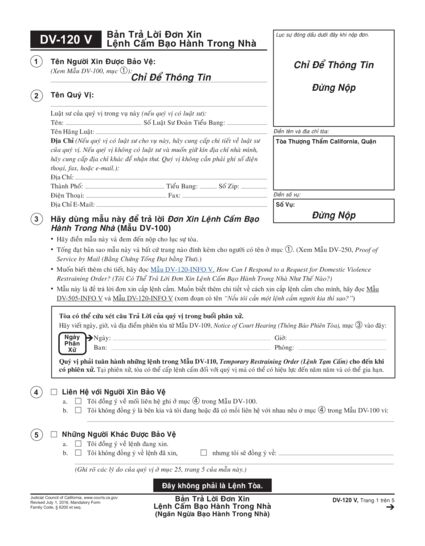 DV-120 V
Bản Trả Lời Đơn Xin
Lệnh Cấm Bạo Hành Trong Nhà
Lục sự đóng dấu dưới đây khi nộp đơn.
Chỉ Để Thông Tin
Đừng Nộp
1 Tên Người Xin Được Bảo Vệ:
(Xem Mẫu DV-100, mục ①):
Chỉ Để Thông Tin
2 Tên Quý Vị:
Luật sư của quý vị trong vụ này (nếu quý vị có luật sư):
Tên: Số Luật Sư Đoàn Tiểu Bang:
Tên Hãng Luật:
Địa Chỉ (Nếu quý vị có luật sư cho vụ này, hãy cung cấp chi tiết về luật sư
của quý vị. Nếu quý vị không có luật sư và muốn giữ kín địa chỉ nhà mình,
hãy cung cấp địa chỉ khác để nhận thư. Quý vị không cần phải ghi số điện
thoại, fax, hoặc e-mail.):
Địa Chỉ:
Thành Phố: Tiểu Bang: Số Zip:
Điện Thoại: Fax:
Địa Chỉ E-Mail:
Điền tên và địa chỉ tòa:
Tòa Thượng Thẩm California, Quận
Điền số vụ:
Số Vụ:
Đừng Nộp
3 Hãy dùng mẫu này để trả lời Đơn Xin Lệnh Cấm Bạo
Hành Trong Nhà (Mẫu DV-100)
• Hãy điền mẫu này và đem đến nộp cho lục sự tòa.
• Tống đạt bản sao mẫu này và bất cứ trang nào đính kèm cho người có tên ở mục ①. (Xem Mẫu DV-250, Proof of
Service by Mail (Bằng Chứng Tống Đạt bằng Thư).)
• Muốn biết thêm chi tiết, hãy đọc Mẫu DV-120-INFO V, How Can I Respond to a Request for Domestic Violence
Restraining Order? (Tôi Có Thể Trả Lời Đơn Xin Lệnh Cấm Bạo Hành Trong Nhà Như Thế Nào?)
• Mẫu này là để trả lời đơn xin cấp lệnh cấm. Muốn biết thêm chi tiết về cách xin cấp lệnh cấm cho mình, hãy đọc Mẫu
DV-505-INFO V và Mẫu DV-120-INFO V (xem đoạn có tên "Nếu tôi cần một lệnh cấm người kia thì sao?")
Tòa có thể cứu xét câu Trả Lời của quý vị trong buổi phân xử.
Hãy viết ngày, giờ, và địa điểm phiên tòa từ Mẫu DV-109, Notice of Court Hearing (Thông Báo Phiên Tòa), mục ③ vào đây:
Ngày
Phân
Xử
Ngày: Giờ:
Ban: Phòng:
Quý vị phải tuân hành những lệnh trong Mẫu DV-110, Temporary Restraining Order (Lệnh Tạm Cấm) cho đến khi
có phiên xử. Tại phiên xử, tòa có thể cấp lệnh cấm đối với quý vị mà có thể có hiệu lực đến năm năm và có thể gia hạn.
4 ☐ Liên Hệ với Người Xin Bảo Vệ
a. ☐ Tôi đồng ý về mối liên hệ ghi ở mục ④ trong Mẫu DV-100.
b. ☐ Tôi không đồng ý là bên kia và tôi đang hoặc đã có mối liên hệ với nhau nêu ở mục ④ trong Mẫu DV-100 vì:
5 ☐ Những Người Khác Được Bảo Vệ
a. ☐ Tôi đồng ý về lệnh đang xin.
b. ☐ Tôi không đồng ý về lệnh đã xin, ☐ nhưng tôi sẽ đồng ý về:
(Ghi rõ các lý do của quý vị ở mục 25, trang 5 của mẫu này.)
Đây không phải là Lệnh Tòa.
Judicial Council of California, www.courts.ca.gov
Revised July 1, 2016, Mandatory Form
Family Code, § 6200 et seq.
Bản Trả Lời Đơn Xin
Lệnh Cấm Bạo Hành Trong Nhà
(Ngăn Ngừa Bạo Hành Trong Nhà)
DV-120 V, Trang 1 trên 5